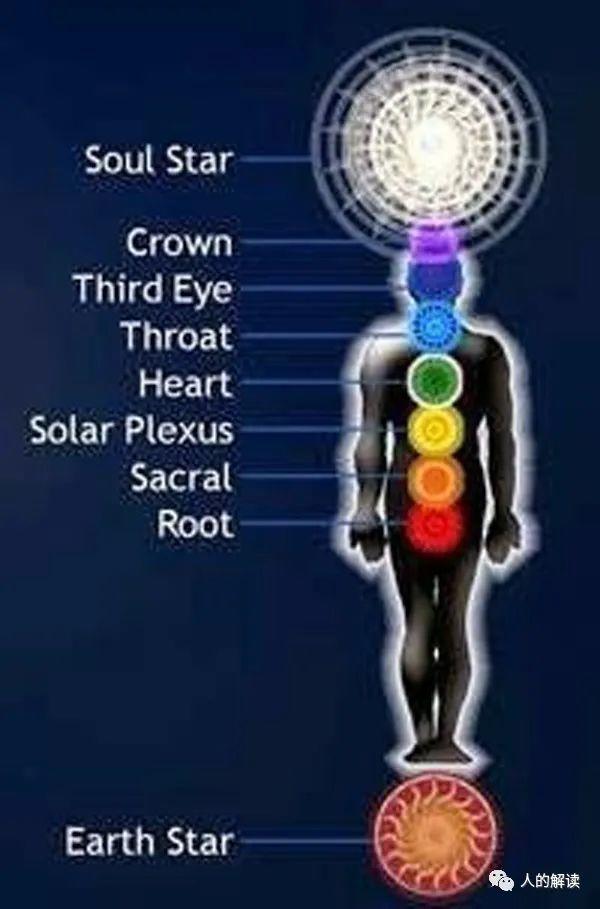 Soul Star
Crown
Third Eye
Throat
Heart
Solar Plexus
Sacral
Root
Earth Star
人的解读